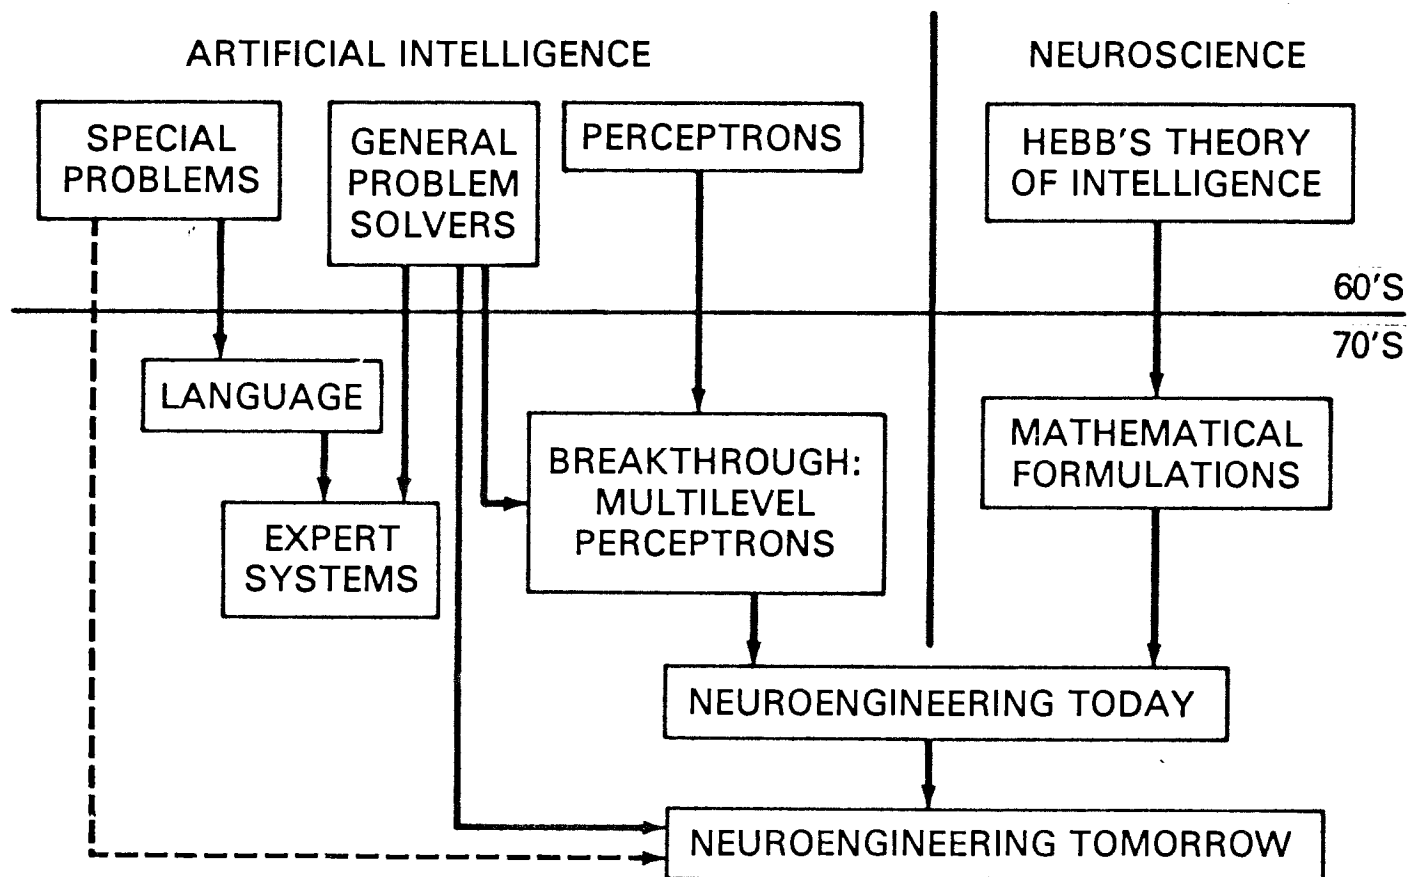 ARTIFICIAL INTELLIGENCE
NEUROSCIENCE
SPECIAL
PROBLEMS
GENERAL
PROBLEM
SOLVERS
PERCEPTRONS
HEBB'S THEORY
OF INTELLIGENCE
60'S
70'S
LANGUAGE
EXPERT
SYSTEMS
BREAKTHROUGH:
MULTILEVEL
PERCEPTRONS
MATHEMATICAL
FORMULATIONS
NEUROENGINEERING TODAY
NEUROENGINEERING TOMORROW